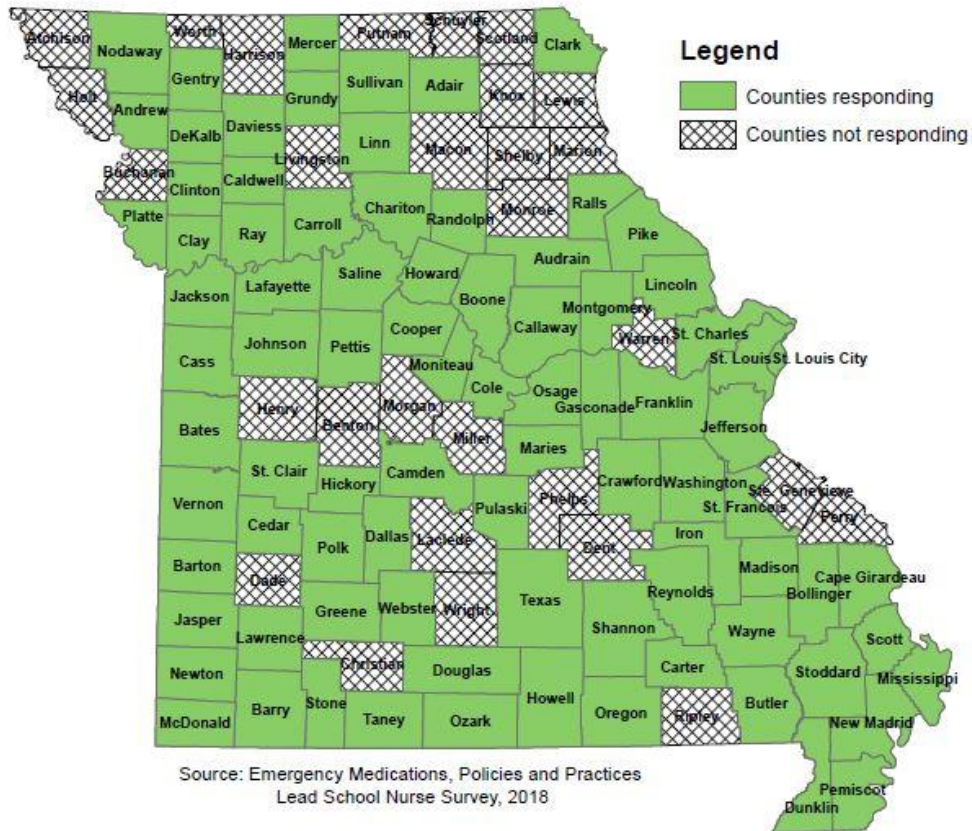 Atchison
Nodaway
Worth
Harrison
Mercer
Putnam
Schuyler
Scotland
Clark
Gentry
Sullivan
Adair
Knox
Lewis
Holt
Andrew
Grundy
DeKalb
Daviess
Linn
Macon
Shelby
Marion
Livingston
Buchanan
Clinton
Caldwell
Chariton
Randolph
Monroe
Ralls
Platte
Clay
Ray
Carroll
Pike
Audrain
Saline
Howard
Jackson
Lafayette
Boone
Montgomery
Lincoln
Callaway
Cooper
Warren
St. Charles
Cass
Johnson
Pettis
St. Louis
St. Louis City
Moniteau
Cole
Osage
Gasconade
Franklin
Henry
Benton
Morgan
Miller
Jefferson
Bates
Maries
St. Clair
Hickory
Camden
Crawford
Washington
Ste. Genevieve
Vernon
Pulaski
Phelps
St. Francois
Perry
Cedar
Polk
Dallas
Laclede
Dent
Iron
Barton
Dade
Madison
Cape Girardeau
Bollinger
Jasper
Greene
Webster
Wright
Texas
Reynolds
Lawrence
Shannon
Wayne
Scott
Newton
Christian
Douglas
Carter
Stoddard
Mississippi
McDonald
Barry
Stone
Taney
Ozark
Howell
Oregon
Ripley
Butler
New Madrid
Pemiscot
Dunklin
Legend
Counties responding
Counties not responding
Source: Emergency Medications, Policies and Practices
Lead School Nurse Survey, 2018